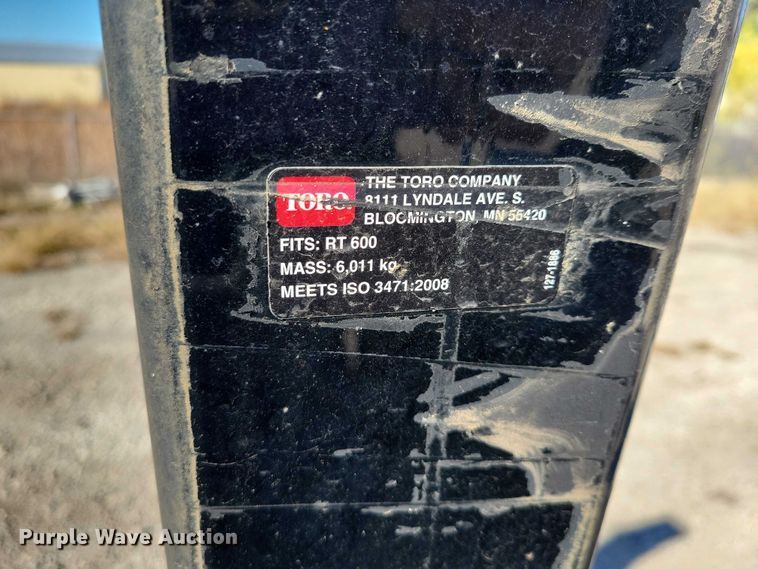 TORO
THE TORO COMPANY
8111 LYNDALE AVE. S.
BLOOMINGTON, MN 55420
FITS: RT 600
MASS: 6,011 kg
MEETS ISO 3471:2008
127-1886
Purple Wave Auction